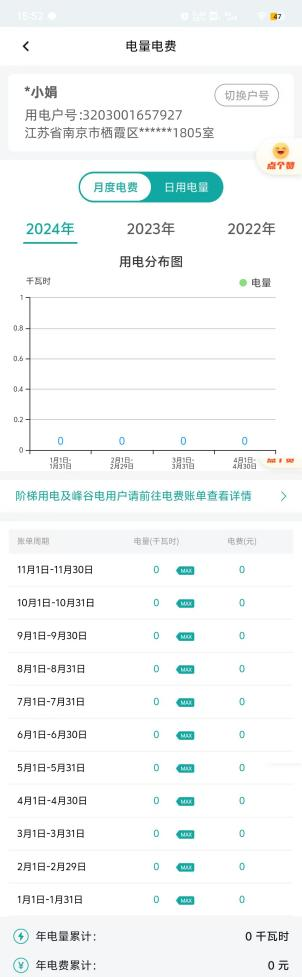 15:52
47
电量电费
*小娟
切换户号
用电户号:3203001657927
江苏省南京市栖霞区******1805室
点个赞
月度电费
日用电量
2024年
2023年
2022年
用电分布图
千瓦时
电量
1
0.8
0.6
0.4
0.2
0
0
0
0
0
1月1日-
1月31日
2月1日-
2月29日
3月1日-
3月31日
4月1日-
4月30日
阶梯用电及峰谷电用户请前往电费账单查看详情
账单周期 电量(千瓦时) 电费(元)
11月1日-11月30日 0 MAX 0
10月1日-10月31日 0 MAX 0
9月1日-9月30日 0 MAX 0
8月1日-8月31日 0 MAX 0
7月1日-7月31日 0 MAX 0
6月1日-6月30日 0 MAX 0
5月1日-5月31日 0 MAX 0
4月1日-4月30日 0 MAX 0
3月1日-3月31日 0 MAX 0
2月1日-2月29日 0 MAX 0
1月1日-1月31日 0 MAX 0
年电量累计: 0 千瓦时
¥ 年电费累计: 0 元